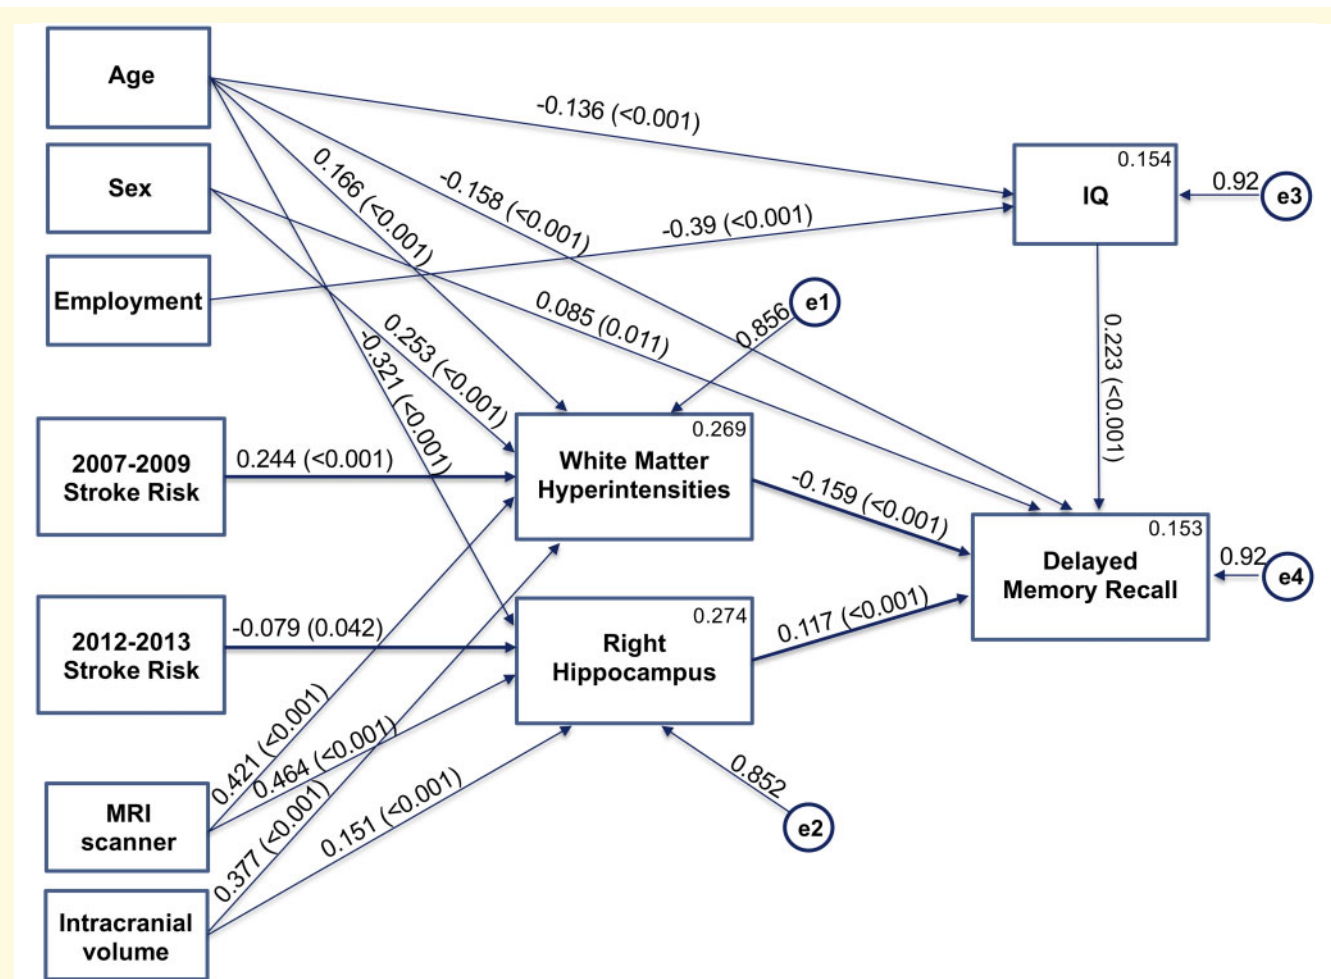 Age
-0.136 (<0.001)
0.154
IQ
0.92
e3
Sex
0.166 (<0.001)
-0.158 (<0.001)
-0.39 (<0.001)
Employment
0.253 (<0.001)
0.085 (0.011)
0.856
e1
-0.321 (<0.001)
0.223 (<0.001)
2007-2009
Stroke Risk
0.244 (<0.001)
0.269
White Matter
Hyperintensities
-0.159 (<0.001)
0.153
Delayed
Memory Recall
0.92
e4
2012-2013
Stroke Risk
-0.079 (0.042)
0.274
Right
Hippocampus
0.117 (<0.001)
MRI
scanner
0.421 (<0.001)
0.464 (<0.001)
0.852
e2
Intracranial
volume
0.377 (<0.001)
0.151 (<0.001)